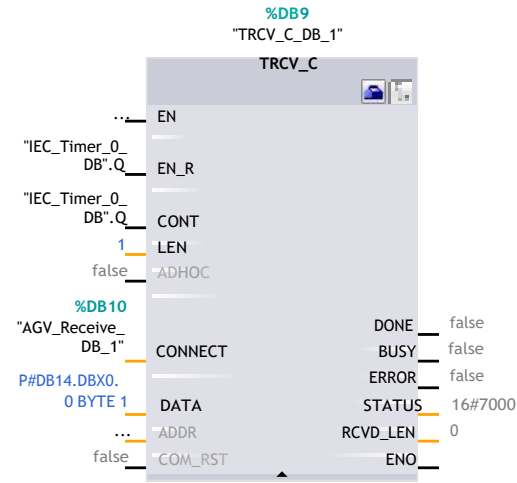 %DB9
"TRCV_C_DB_1"
TRCV_C
... EN
"IEC_Timer_0_
DB".Q EN_R
"IEC_Timer_0_
DB".Q CONT
1 LEN
false ADHOC
%DB10
"AGV_Receive_
DB_1" CONNECT
P#DB14.DBX0.
0 BYTE 1 DATA
... ADDR
false COM_RST
DONE false
BUSY false
ERROR false
STATUS 16#7000
RCVD_LEN 0
ENO